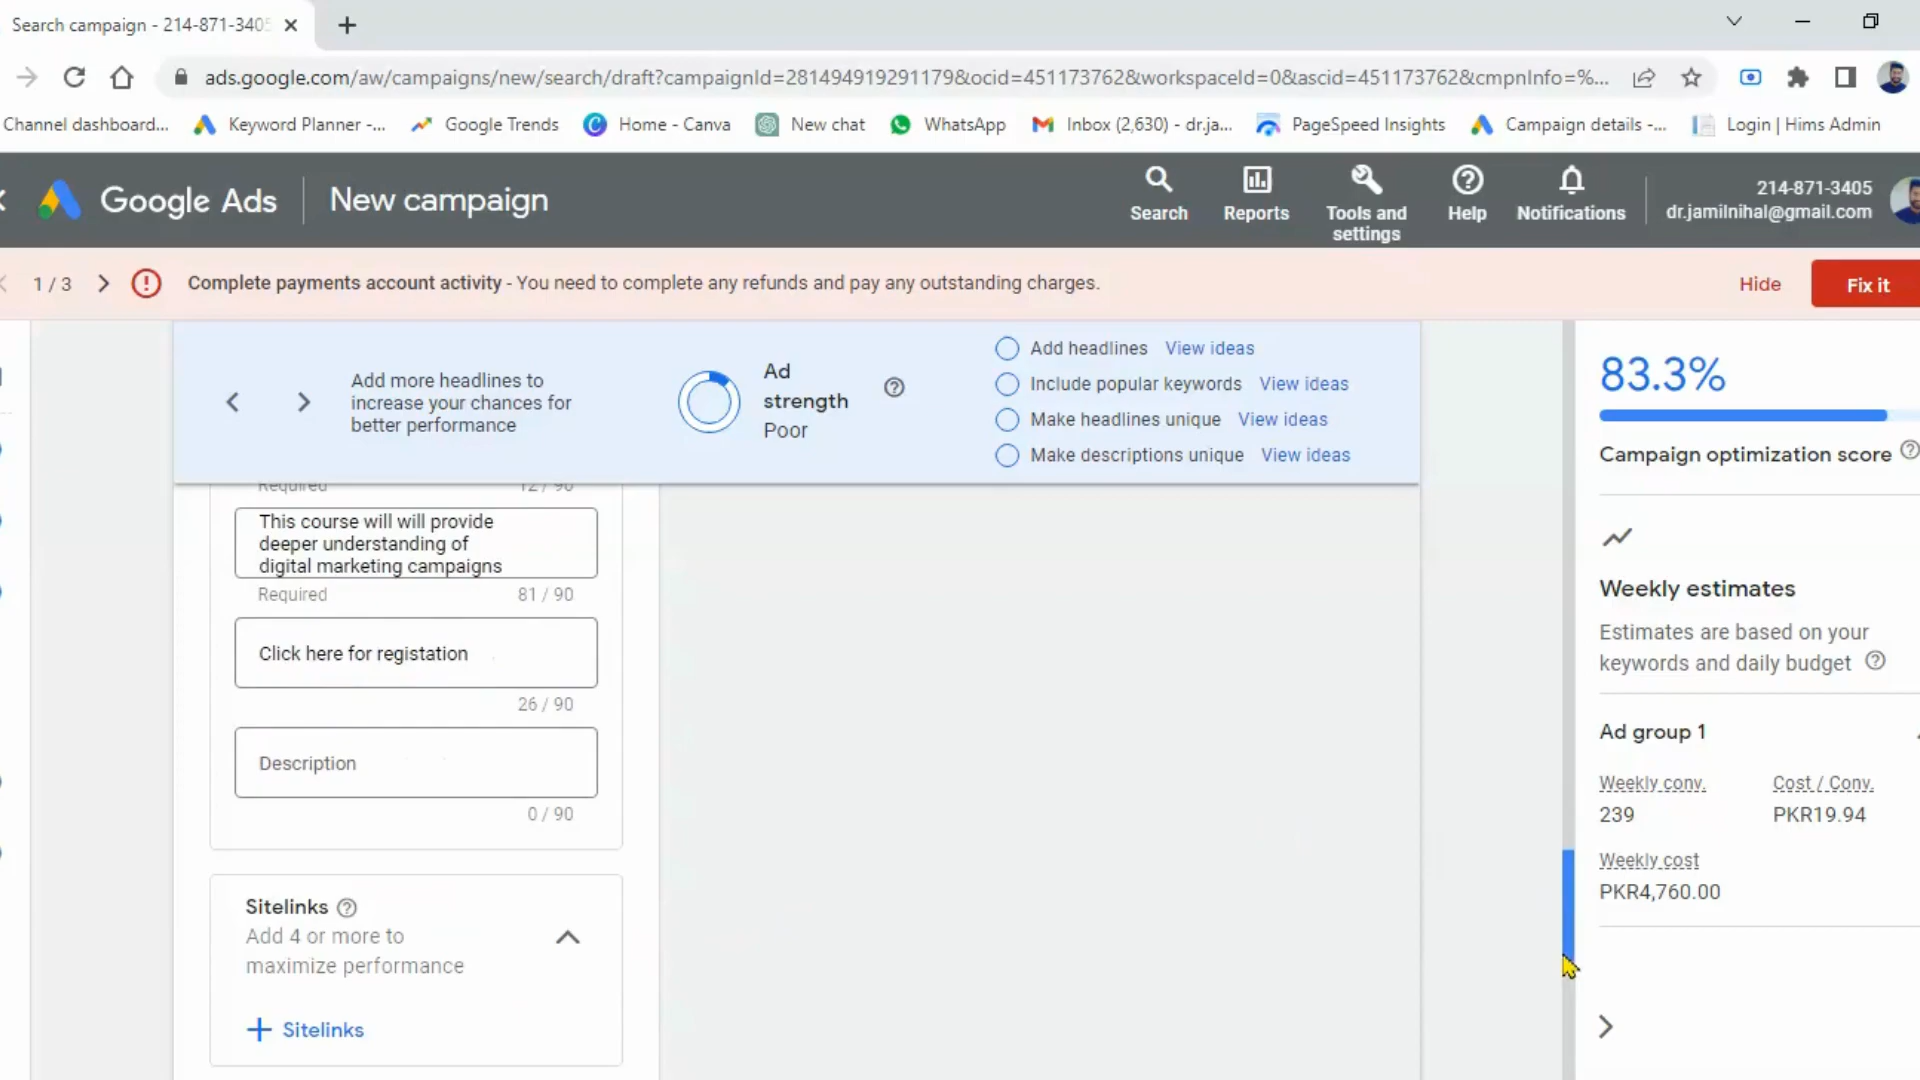 Search campaign - 214-871-3405
ads.google.com/aw/campaigns/new/search/draft?campaignId=281494919291179&ocid=451173762&workspaceId=0&ascid=451173762&cmpnInfo=%...
Channel dashboard... Keyword Planner -... Google Trends Home - Canva New chat WhatsApp Inbox (2,630) - dr.ja... PageSpeed Insights Campaign details -... Login | Hims Admin
Google Ads New campaign
Search Reports Tools and settings Help Notifications
214-871-3405
dr.jamilnihal@gmail.com
1 / 3 Complete payments account activity - You need to complete any refunds and pay any outstanding charges. Hide Fix it
Add more headlines to
increase your chances for
better performance
Ad
strength
Poor
Add headlines View ideas
Include popular keywords View ideas
Make headlines unique View ideas
Make descriptions unique View ideas
Required 12 / 90
This course will will provide
deeper understanding of
digital marketing campaigns
Required 81 / 90
Click here for registation
26 / 90
Description
0 / 90
Sitelinks
Add 4 or more to
maximize performance
+ Sitelinks
83.3%
Campaign optimization score
Weekly estimates
Estimates are based on your
keywords and daily budget
Ad group 1
Weekly conv. Cost / Conv.
239 PKR19.94
Weekly cost
PKR4,760.00